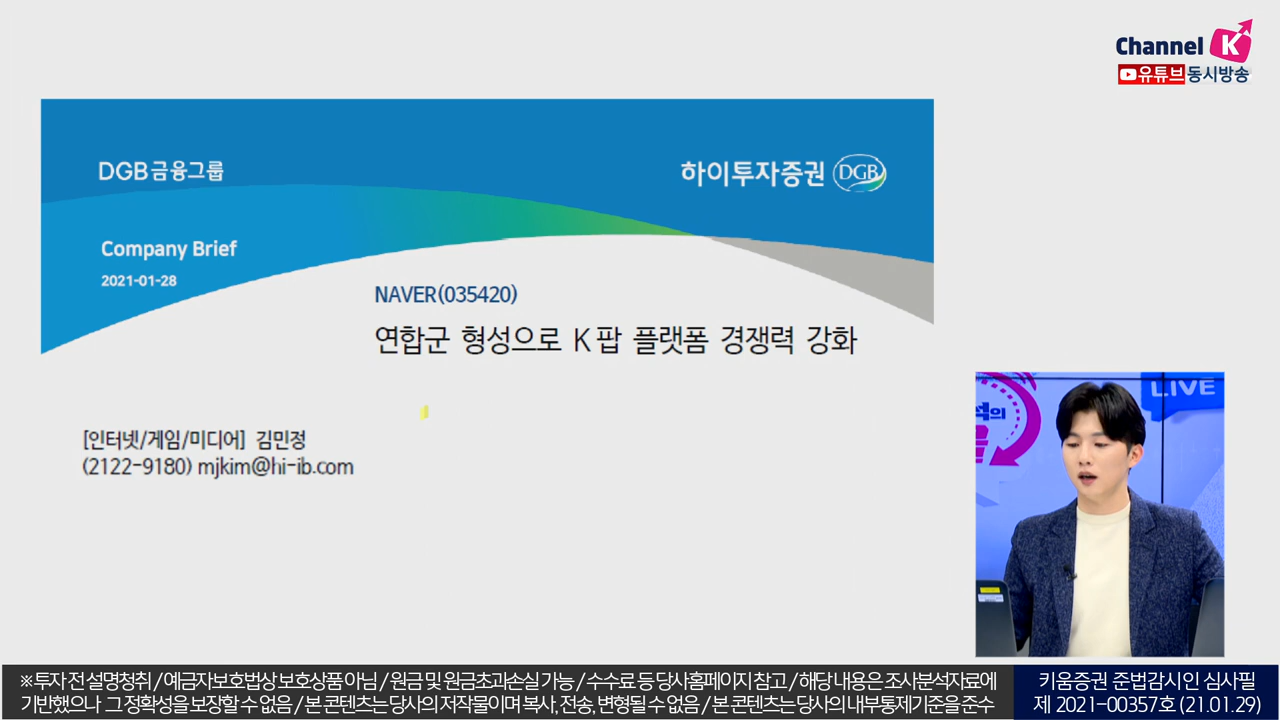 Channel K
유튜브 동시방송
DGB금융그룹
하이투자증권 DGB
Company Brief
2021-01-28
NAVER(035420)
연합군 형성으로 K팝 플랫폼 경쟁력 강화
[인터넷/게임/미디어] 김민정
(2122-9180) mjkim@hi-ib.com
LIVE
석의
※투자 전 설명청취 / 예금자보호법상 보호상품 아님 / 원금 및 원금초과손실 가능 / 수수료 등 당사홈페이지 참고 / 해당 내용은 조사분석자료에
기반했으나 그 정확성을 보장할 수 없음 / 본 콘텐츠는 당사의 저작물이며 복사, 전송, 변형될 수 없음 / 본 콘텐츠는 당사의 내부통제기준을 준수
키움증권 준법감시인 심사필
제 2021-00357호 (21.01.29)